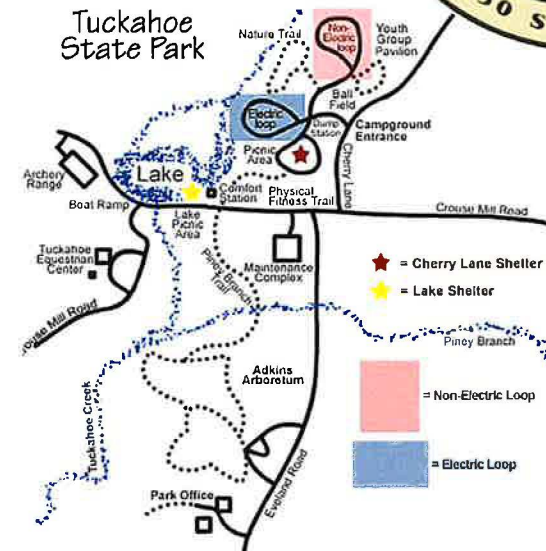 Tuckahoe
State Park
30 S
Nature Trail
Non-
Electric
loop
Youth
Group
Pavilion
Ball
Field
Electric
loop
Dump
Station
Campground
Entrance
Picnic
Area
Cherry Lane
Archery
Range
Lake
Comfort
Station
Physical
Fitness Trail
Boat Ramp
Lake
Picnic
Area
Crouse Mill Road
Tuckahoe
Equestrian
Center
Piney Branch
Trail
Maintenance
Complex
= Cherry Lane Shelter
= Lake Shelter
rouse Mill Road
Piney Branch
Adkins
Arboretum
= Non-Electric Loop
Tuckahoe Creek
= Electric Loop
Eveland Road
Park Office